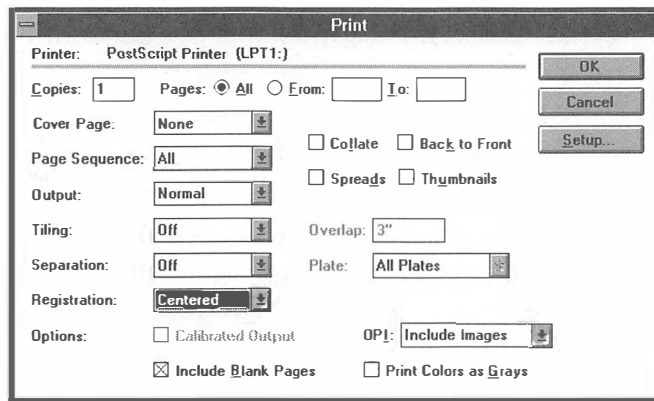 Print
Printer: PostScript Printer (LPT1:)
OK
Copies: 1 Pages: All From: To:
Cancel
Cover Page: None
Collate Back to Front
Setup...
Page Sequence: All
Spreads Thumbnails
Output: Normal
Tiling: Off Overlap: 3"
Separation: Off Plate: All Plates
Registration: Centered
Options: Calibrated Output OPI: Include Images
Include Blank Pages Print Colors as Grays